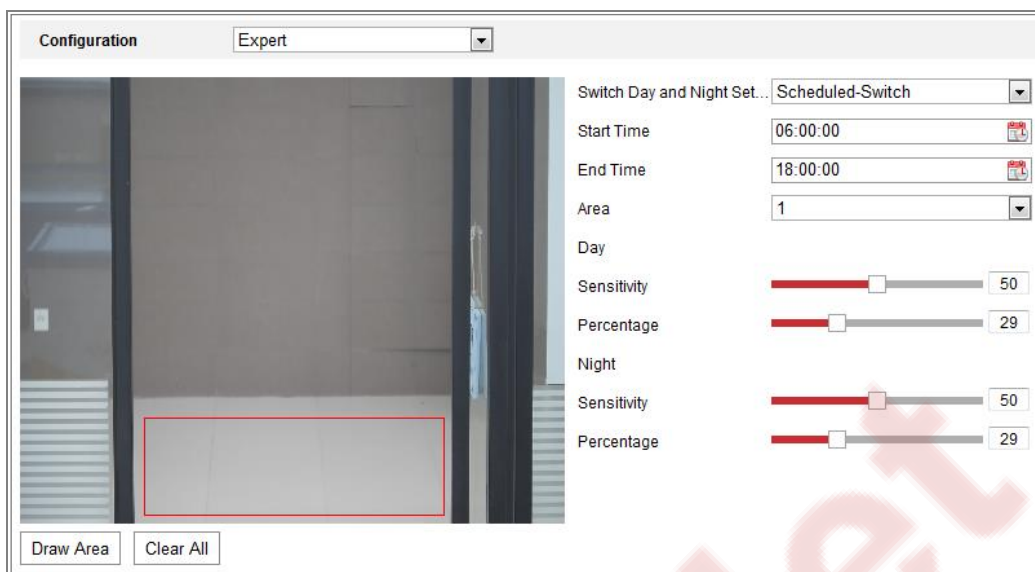 Configuration Expert
Switch Day and Night Set... Scheduled-Switch
Start Time 06:00:00
End Time 18:00:00
Area 1
Day
Sensitivity 50
Percentage 29
Night
Sensitivity 50
Percentage 29
Draw Area Clear All